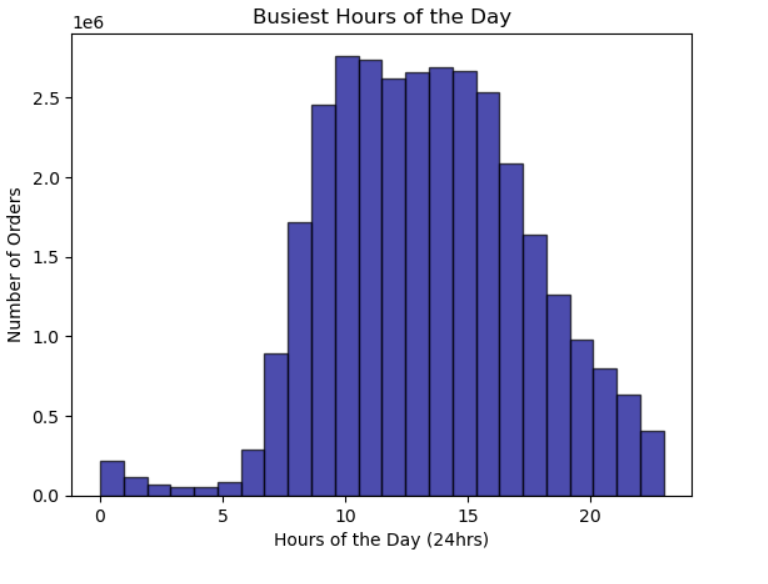 Busiest Hours of the Day
1e6
2.5
2.0
1.5
1.0
0.5
0.0
Number of Orders
0 5 10 15 20
Hours of the Day (24hrs)